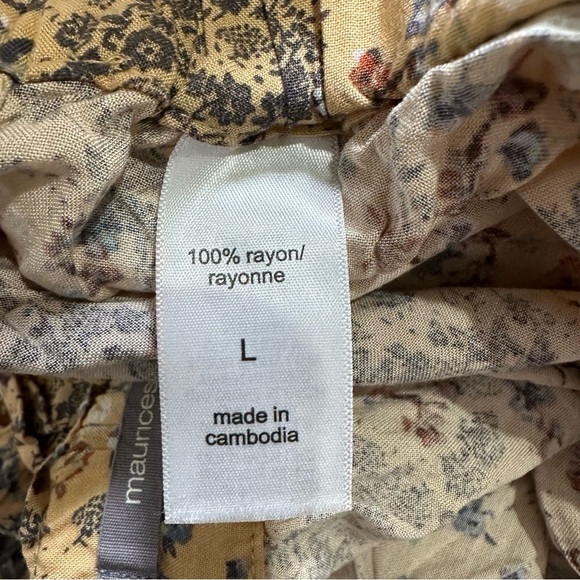 100% rayon/
rayonne
L
made in
cambodia
maurices